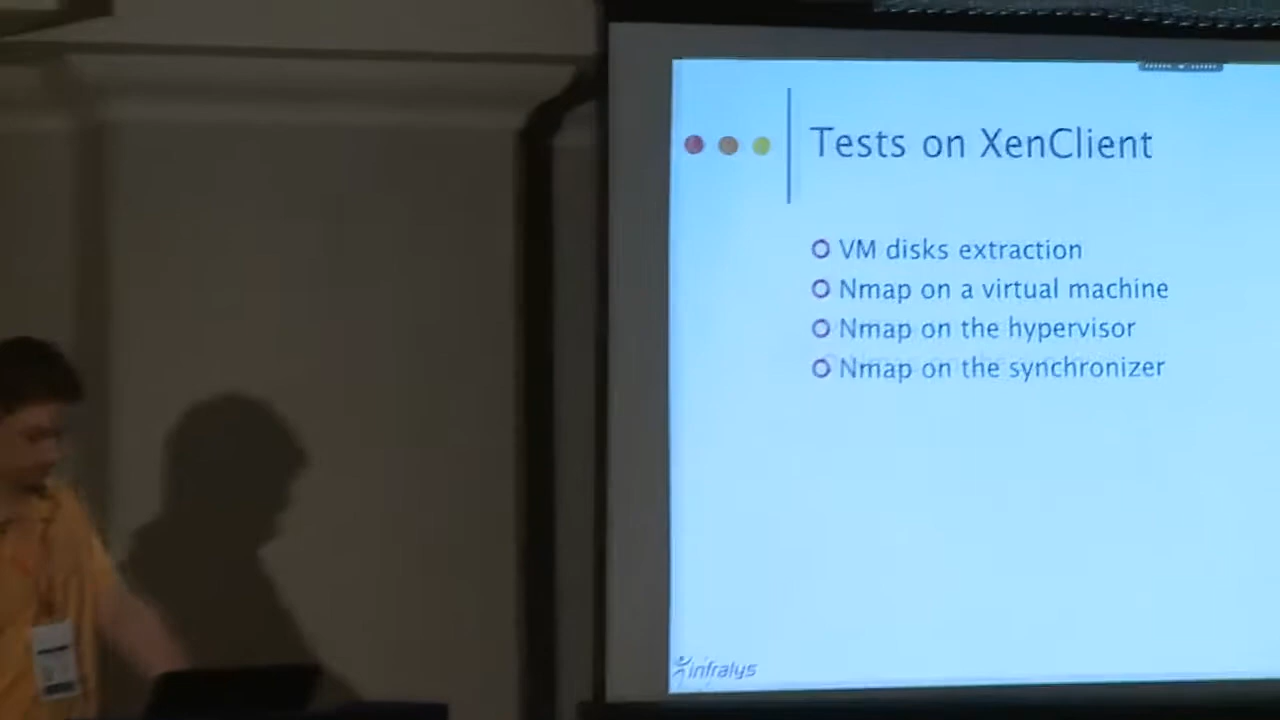 Tests on XenClient
VM disks extraction
Nmap on a virtual machine
Nmap on the hypervisor
Nmap on the synchronizer
infralys